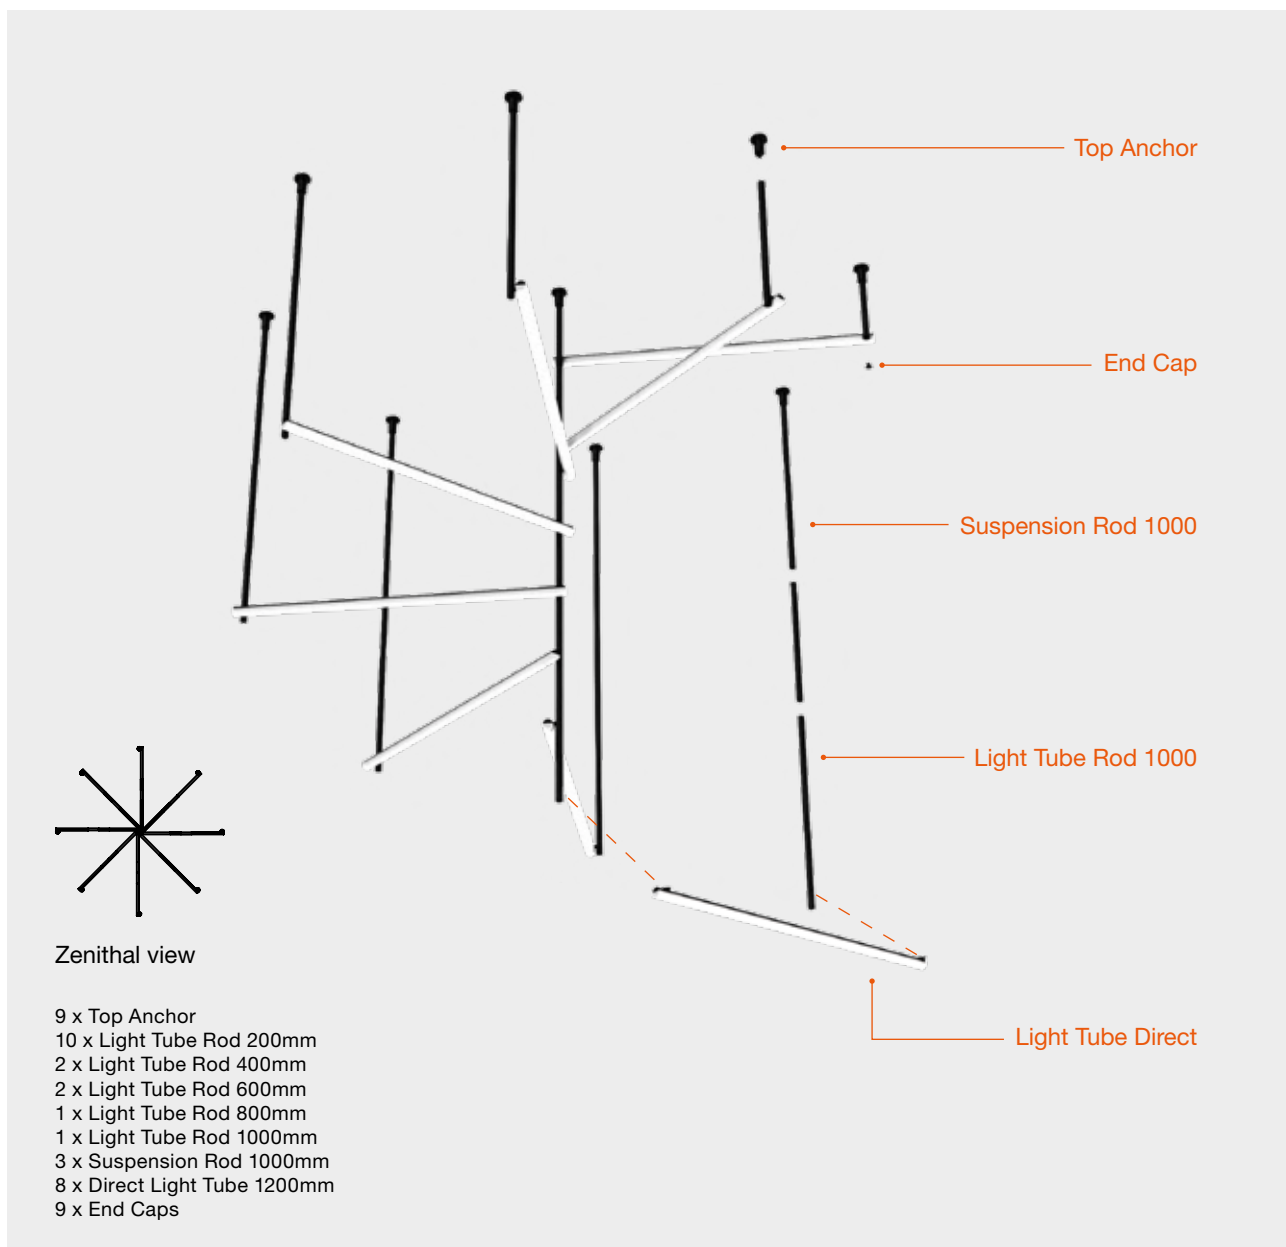 Top Anchor
End Cap
Suspension Rod 1000
Light Tube Rod 1000
Light Tube Direct
Zenithal view
9 x Top Anchor
10 x Light Tube Rod 200mm
2 x Light Tube Rod 400mm
2 x Light Tube Rod 600mm
1 x Light Tube Rod 800mm
1 x Light Tube Rod 1000mm
3 x Suspension Rod 1000mm
8 x Direct Light Tube 1200mm
9 x End Caps